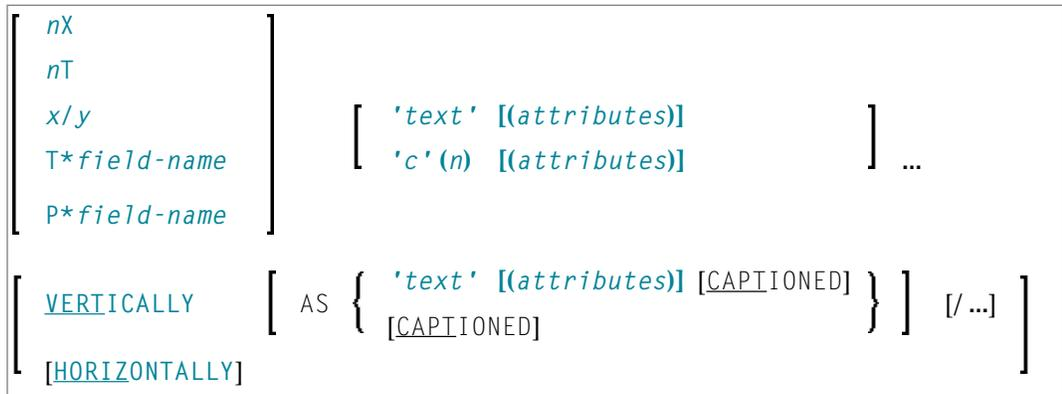 nX
nT
x/y
T*field-name
P*field-name
'text' [(attributes)]
'c' (n) [(attributes)]
...
VERTICALLY [ AS { 'text' [(attributes)] [CAPTIONED]
[CAPTIONED] } ] [/ ...]
[HORIZONTALLY]